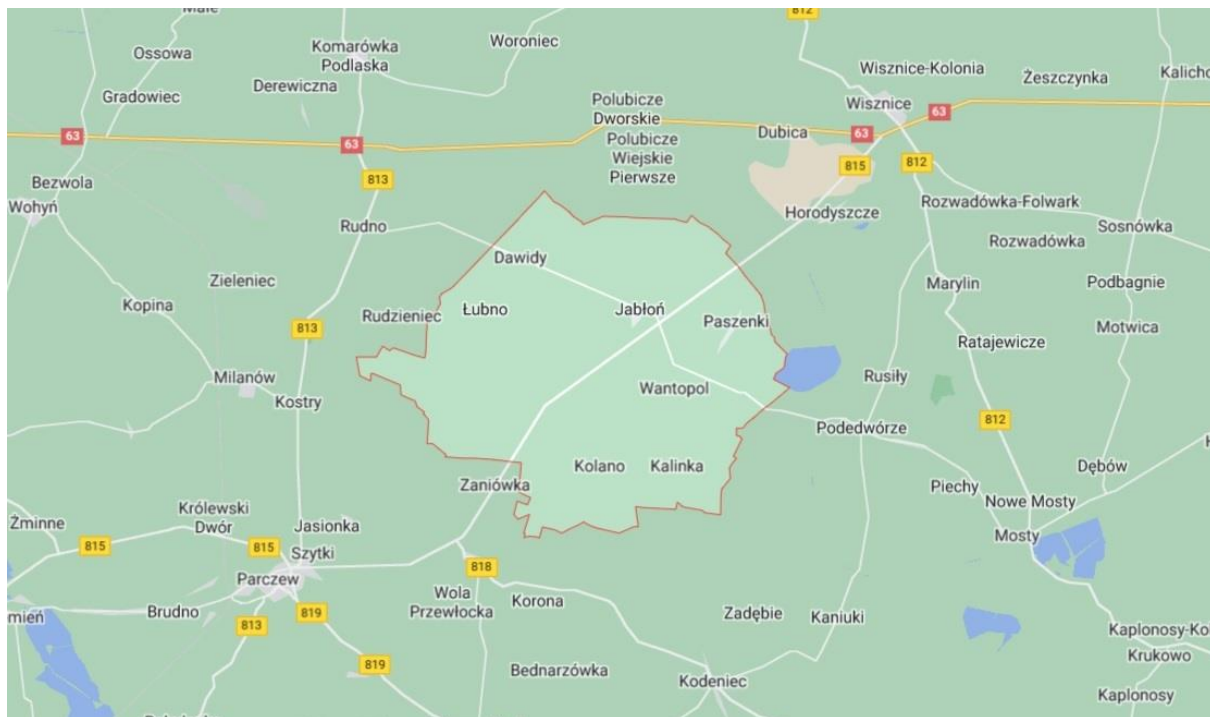 812
Woroniec
Komarówka
Podlaska
Ossowa
Derewiczna
Gradowiec
Wisznice-Kolonia
Żeszczynka
Wisznice
Polubicze
Dworskie
Dubica
63
63
63
63
Polubicze
Wiejskie
Pierwsze
815
812
813
Bezwola
Wohyń
Rudno
Horodyszcze
Rozwadówka-Folwark
Sosnówka
Rozwadówka
Dawidy
Zieleniec
Marylin
Podbagnie
Kopina
Rudzieniec
Łubno
Jabłoń
Paszenki
813
Motwica
Ratajewicze
Milanów
Kostry
Wantopol
Rusiły
812
Podedwórze
Kolano
Kalinka
Dębów
Zaniówka
Piechy
Nowe Mosty
Królewski
Dwór
Żminne
Jasionka
Mosty
815
815
Szytki
Parczew
818
Wola
Przewłocka
Korona
Brudno
819
813
Zadębie
Kaniuki
mień
Kaplonosy-Kol
Krukowo
819
Bednarzówka
Kodeniec
Kaplonosy